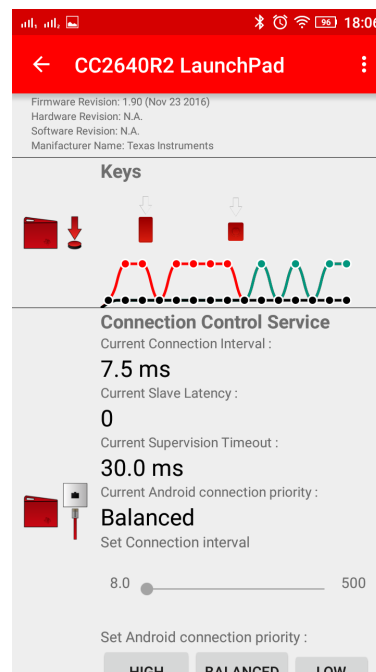 96 18:06
CC2640R2 LaunchPad
Firmware Revision: 1.90 (Nov 23 2016)
Hardware Revision: N.A.
Software Revision: N.A.
Manifacturer Name: Texas Instruments
Keys
Connection Control Service
Current Connection Interval :
7.5 ms
Current Slave Latency :
0
Current Supervision Timeout :
30.0 ms
Current Android connection priority :
Balanced
Set Connection interval
8.0 500
Set Android connection priority :
HIGH BALANCED LOW